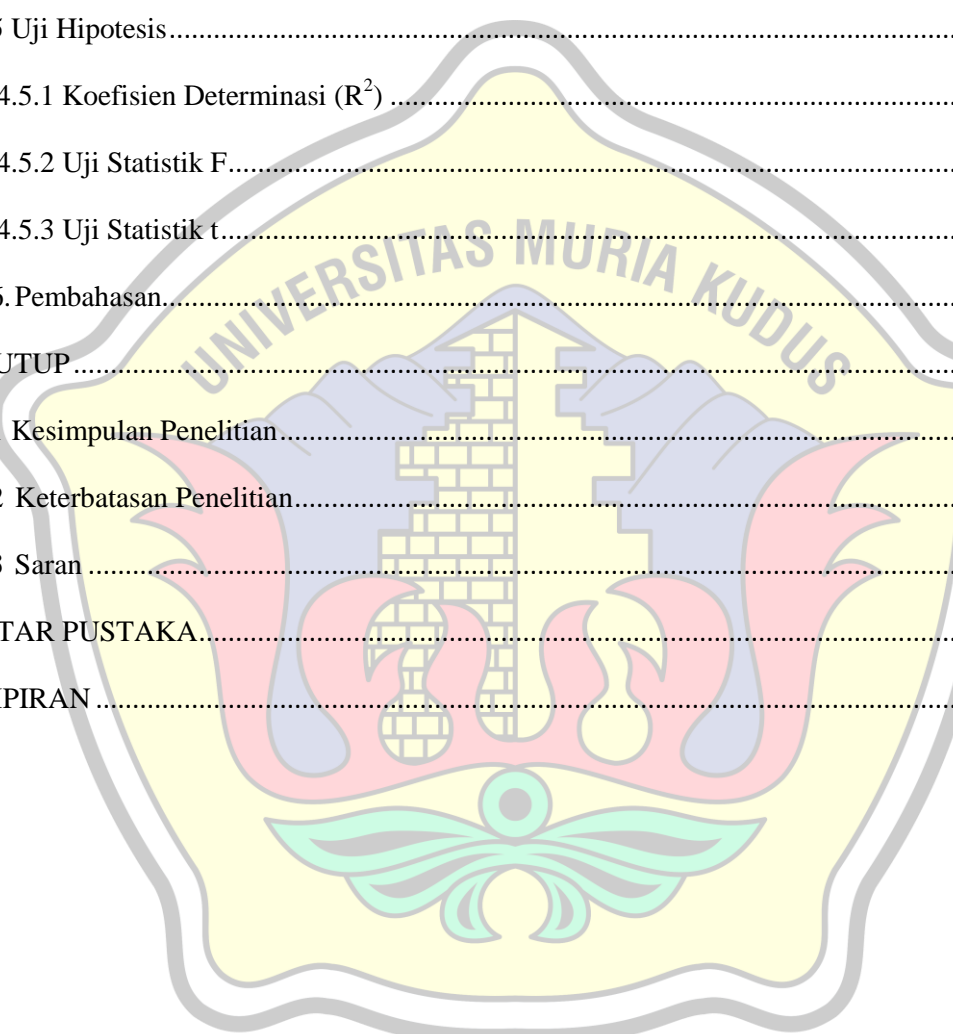 5 Uji Hipotesis
4.5.1 Koefisien Determinasi (R²)
4.5.2 Uji Statistik F
4.5.3 Uji Statistik t
UNIVERSITAS MURIA KUDUS
6. Pembahasan
UTUP
Kesimpulan Penelitian
2 Keterbatasan Penelitian
3 Saran
TAR PUSTAKA
PIRAN